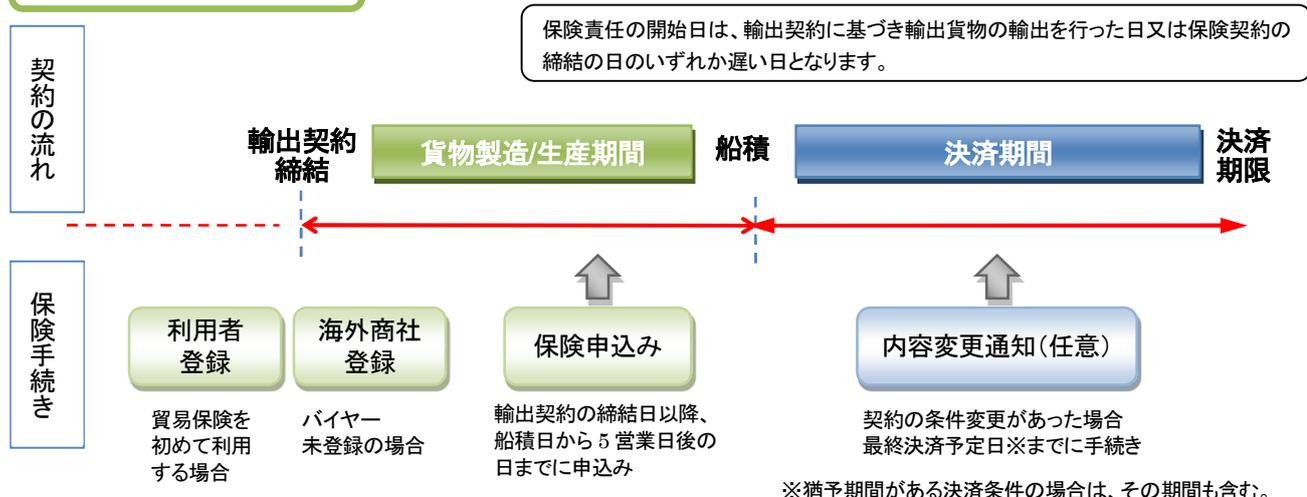 保険責任の開始日は、輸出契約に基づき輸出貨物の輸出を行った日又は保険契約の
締結の日のいずれか遅い日となります。
契約の流れ
輸出契約
締結
貨物製造/生産期間
船積
決済期間
決済
期限
保険手続き
利用者
登録
海外商社
登録
保険申込み
内容変更通知(任意)
貿易保険を
初めて利用
する場合
バイヤー
未登録の場合
輸出契約の締結日以降、
船積日から5営業日後の
日までに申込み
契約の条件変更があった場合
最終決済予定日※までに手続き
※猶予期間がある決済条件の場合は、その期間も含む。